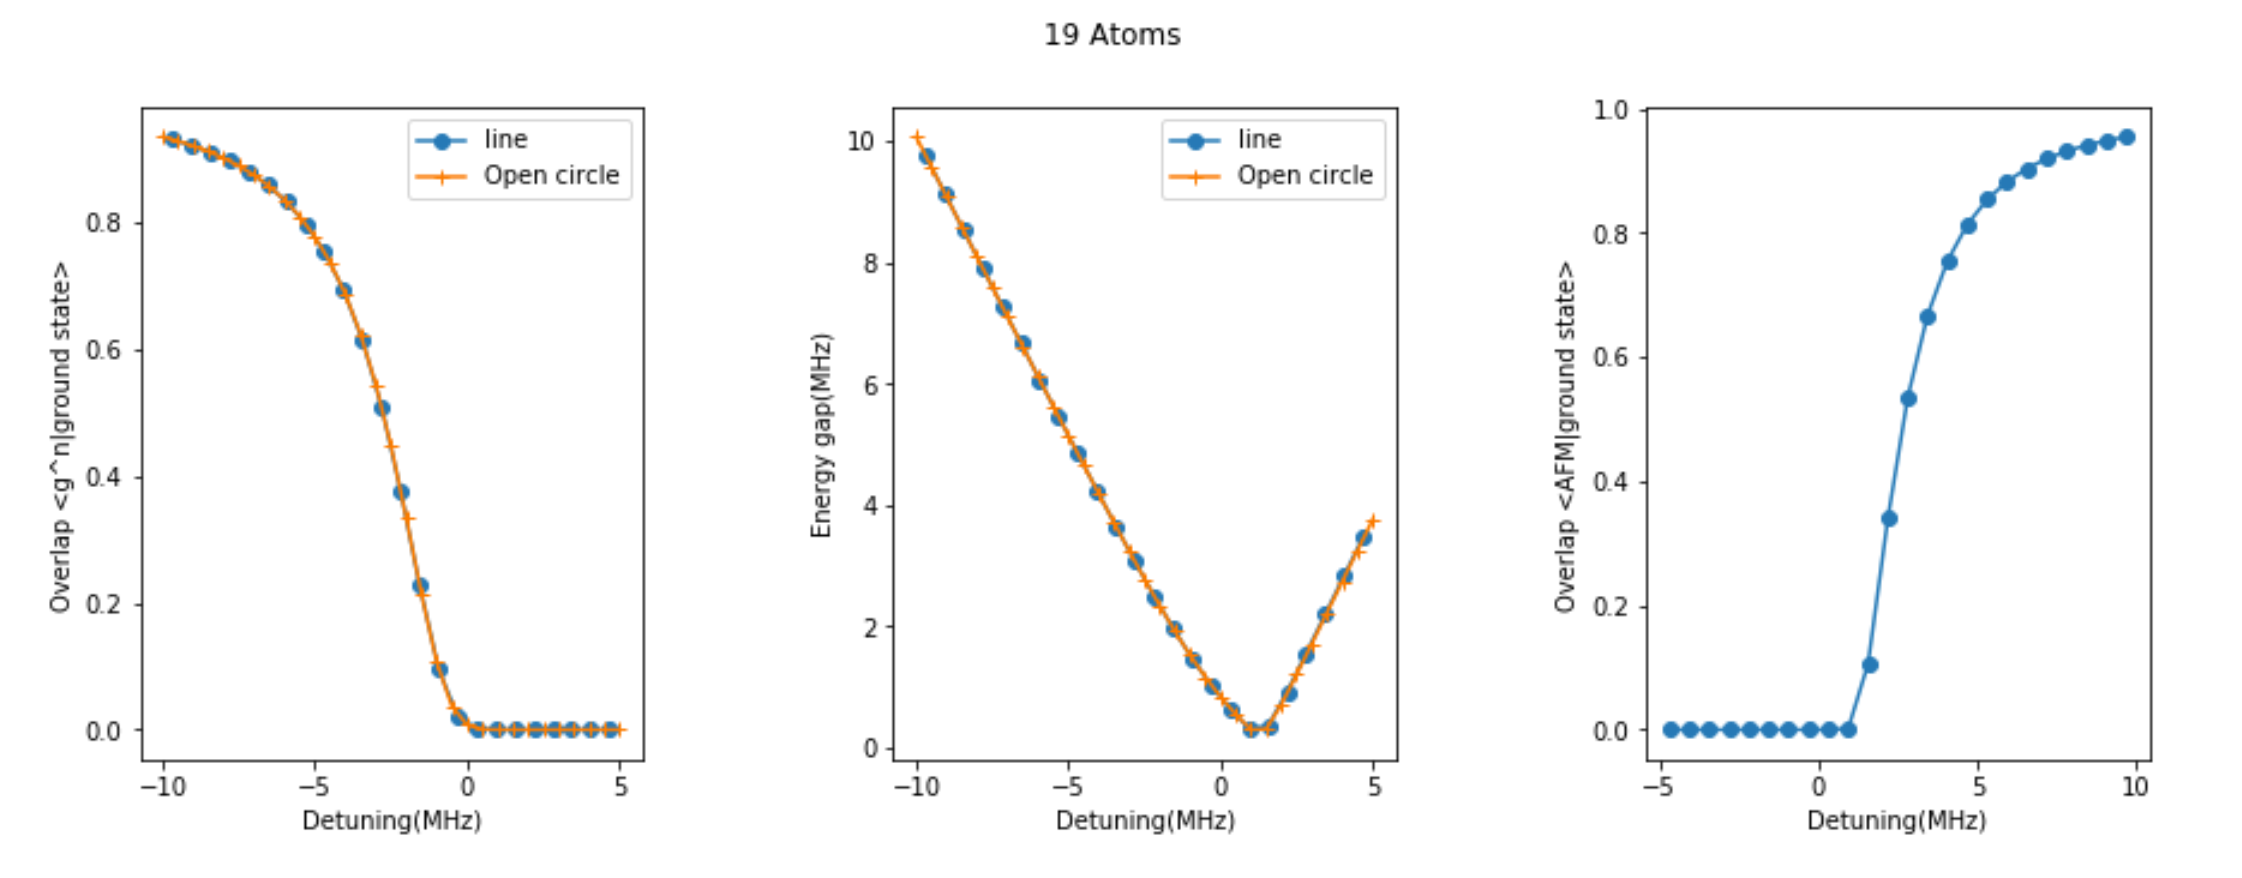 19 Atoms
Overlap <g^n|ground state>
0.8
0.6
0.4
0.2
0.0
line
Open circle
−10
−5
0
5
Detuning(MHz)
Energy gap(MHz)
10
8
6
4
2
0
line
Open circle
−10
−5
0
5
Detuning(MHz)
Overlap <AFM|ground state>
1.0
0.8
0.6
0.4
0.2
0.0
−5
0
5
10
Detuning(MHz)